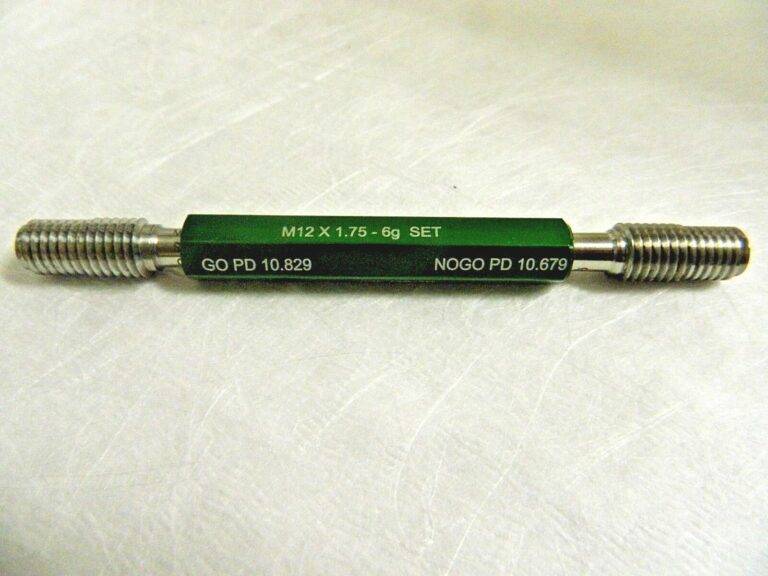 M12 X 1.75 - 6g SET
GO PD 10.829
NOGO PD 10.679